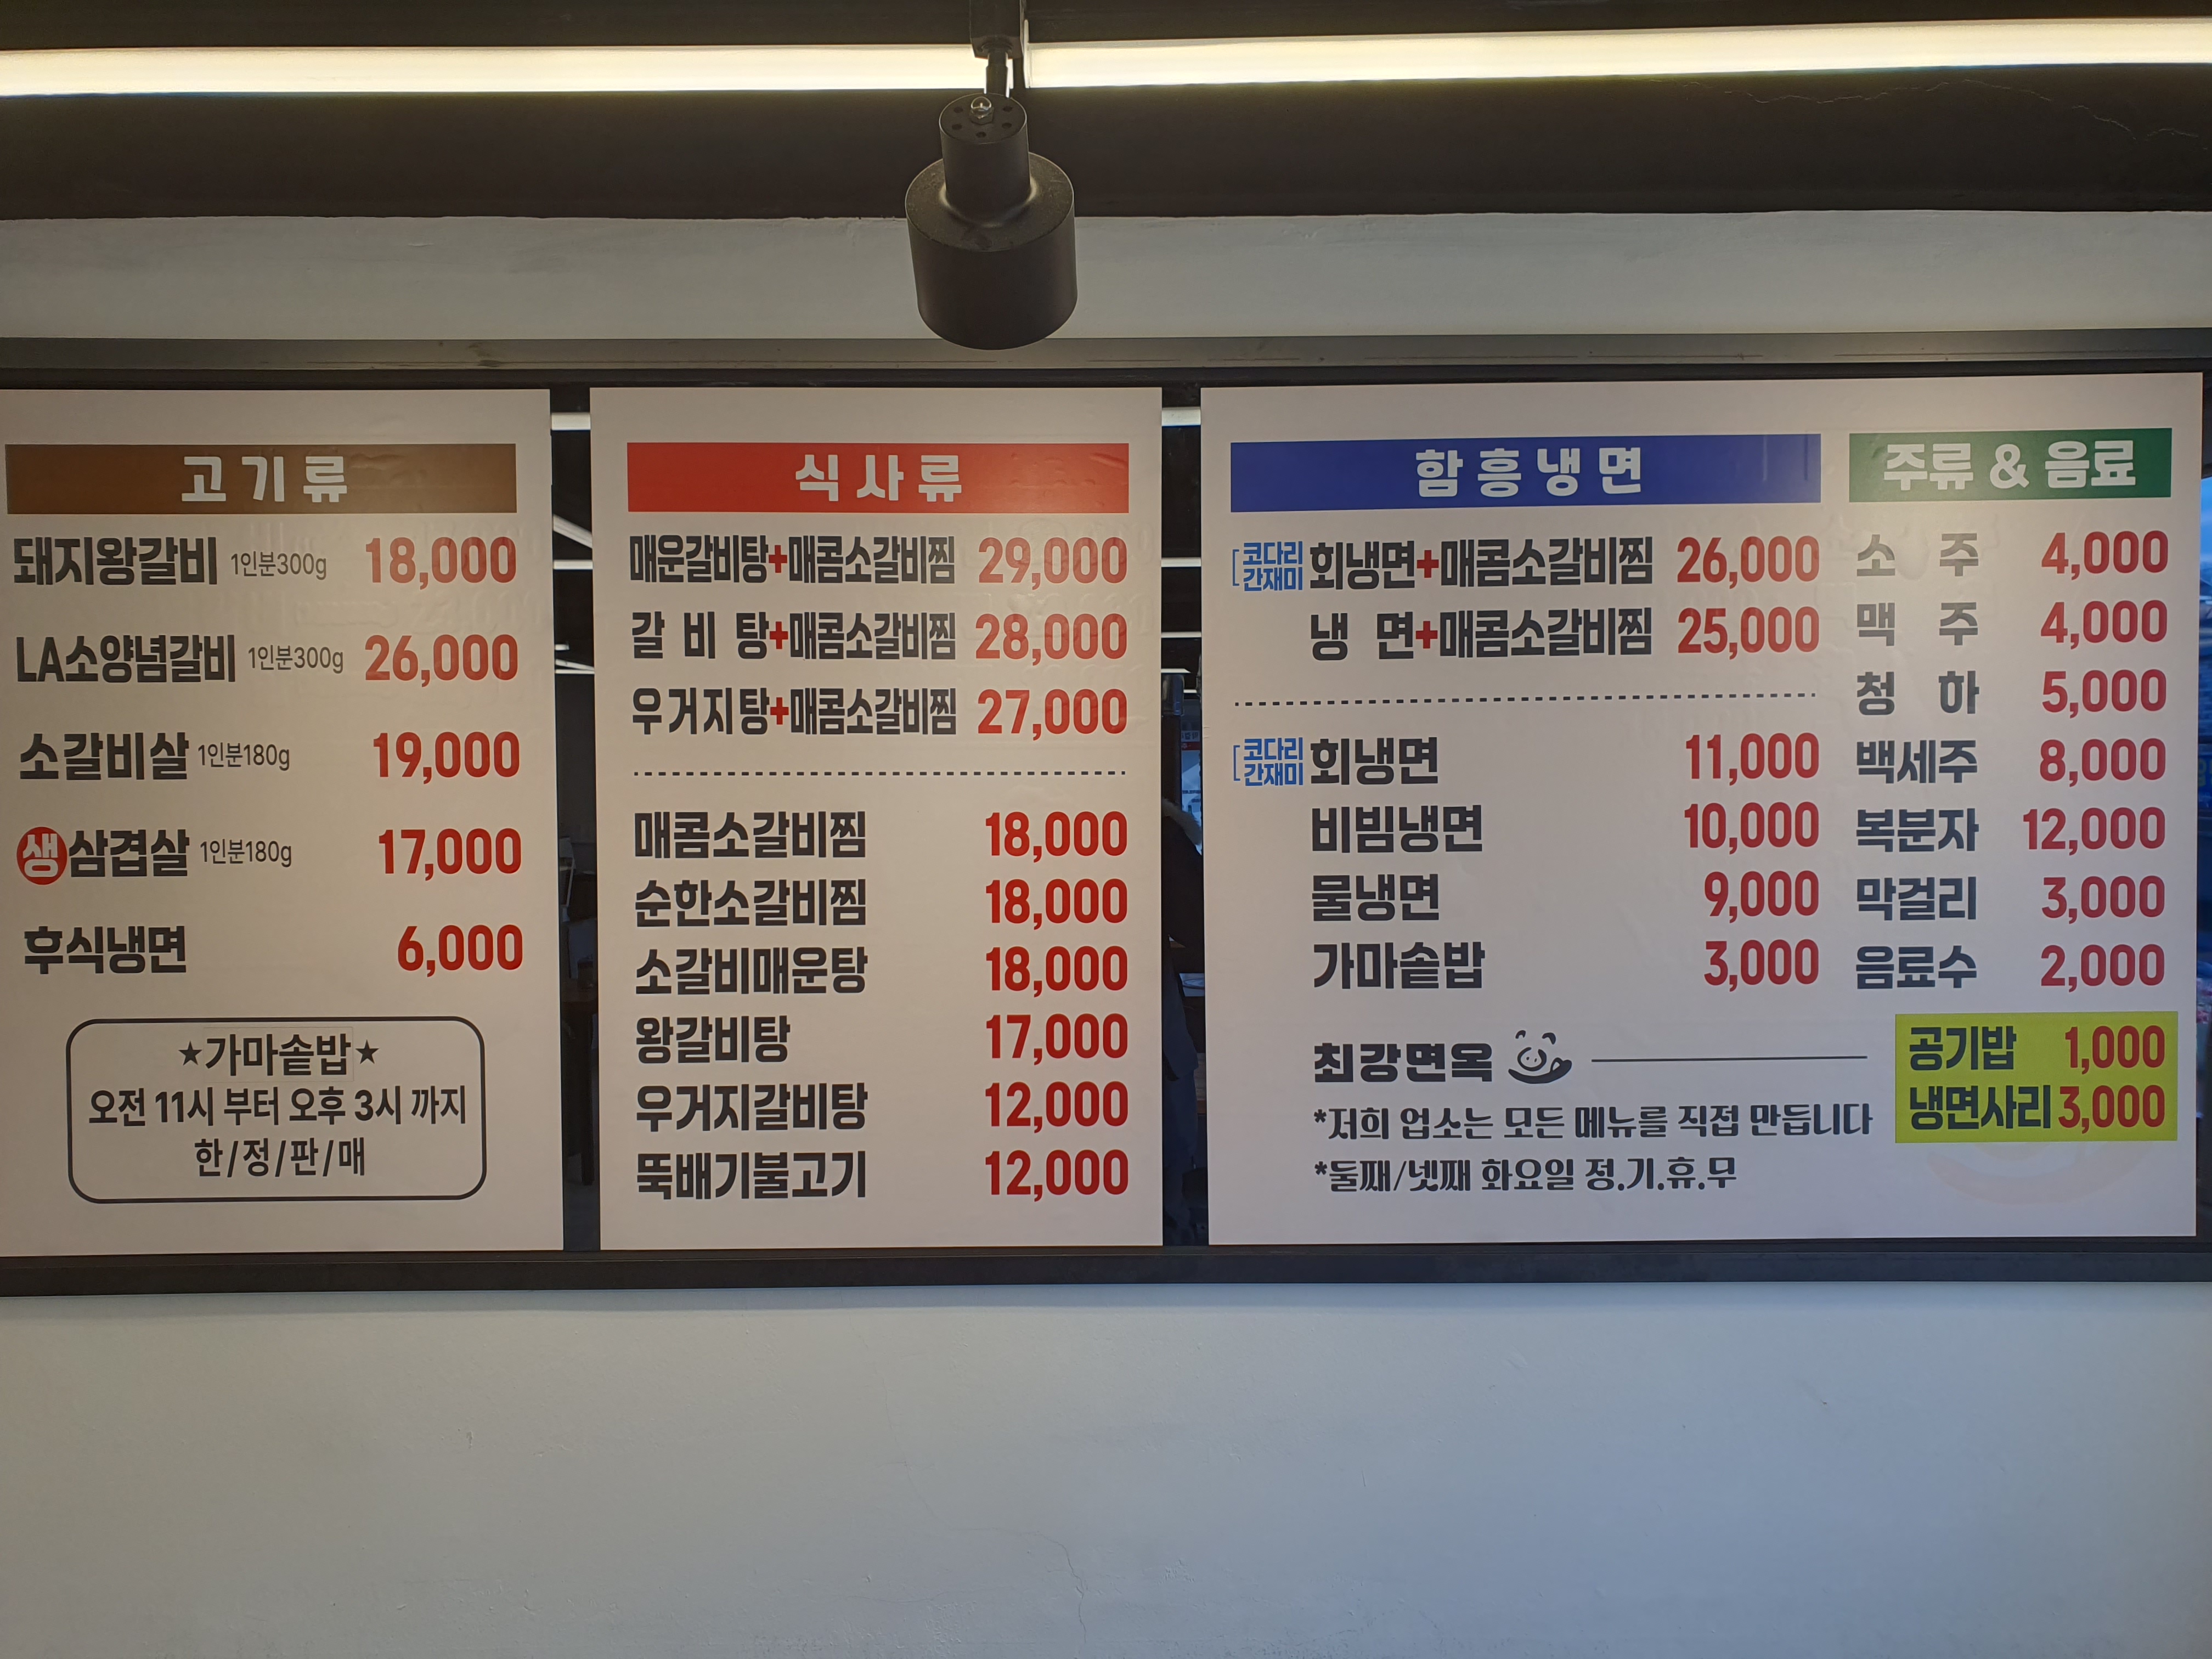 고기류
돼지왕갈비 1인분300g 18,000
LA소양념갈비 1인분300g 26,000
소갈비살 1인분180g 19,000
생삼겹살 1인분180g 17,000
후식냉면 6,000
★가마솥밥★
오전 11시 부터 오후 3시 까지
한/정/판/매
식사류
매운갈비탕+매콤소갈비찜 29,000
갈비탕+매콤소갈비찜 28,000
우거지탕+매콤소갈비찜 27,000
매콤소갈비찜 18,000
순한소갈비찜 18,000
소갈비매운탕 18,000
왕갈비탕 17,000
우거지갈비탕 12,000
뚝배기불고기 12,000
함흥냉면
[코다리 간재미 회냉면+매콤소갈비찜 26,000
냉면+매콤소갈비찜 25,000
[코다리 간재미 회냉면 11,000
비빔냉면 10,000
물냉면 9,000
가마솥밥 3,000
최강면옥
*저희 업소는 모든 메뉴를 직접 만듭니다
*둘째/넷째 화요일 정.기.휴.무
주류 & 음료
소주 4,000
맥주 4,000
청하 5,000
백세주 8,000
복분자 12,000
막걸리 3,000
음료수 2,000
공기밥 1,000
냉면사리 3,000